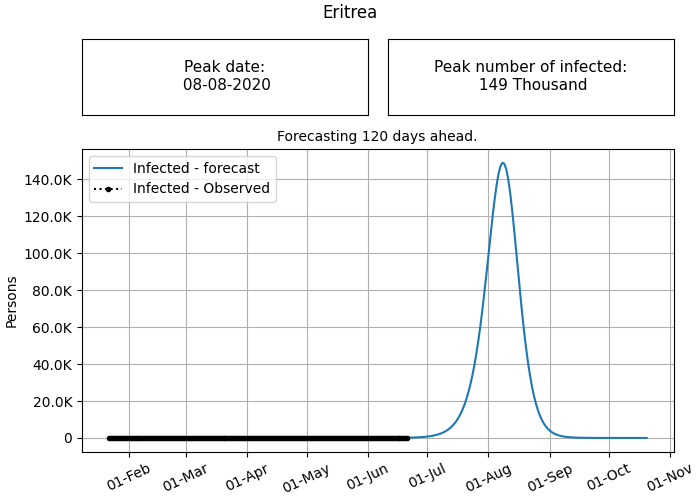 Eritrea
Peak date:
08-08-2020
Peak number of infected:
149 Thousand
Forecasting 120 days ahead.
Infected - forecast
Infected - Observed
Persons
140.0K
120.0K
100.0K
80.0K
60.0K
40.0K
20.0K
0
01-Feb
01-Mar
01-Apr
01-May
01-Jun
01-Jul
01-Aug
01-Sep
01-Oct
01-Nov